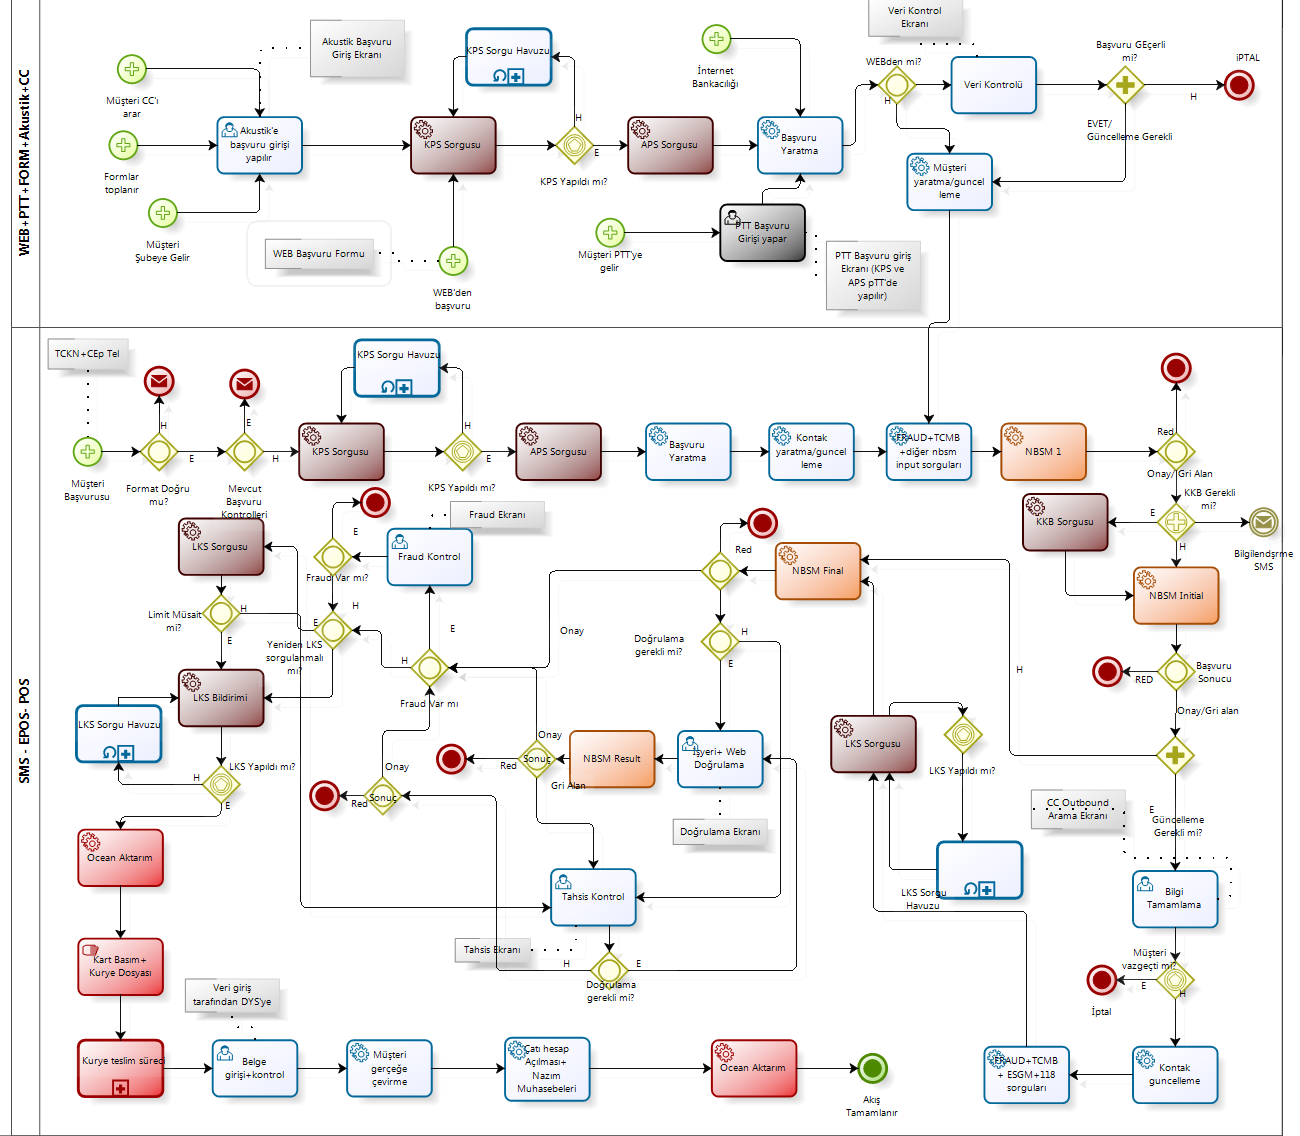 WEB+PTT+FORM+Akustik+CC
Veri Kontrol
Ekranı
Akustik Başvuru
Giriş Ekranı
KPS Sorgu Havuzu
Müşteri CC'ı
arar
İnternet
Bankacılığı
WEBden mi?
H
Veri Kontrolü
Başvuru GEçerli
mi?
H
iPTAL
EVET/
Güncelleme Gerekli
Formlar
toplanır
Akustik'e
başvuru girişi
yapılır
KPS Sorgusu
H
E
KPS Yapıldı mı?
APS Sorgusu
Başvuru
Yaratma
Müşteri
yaratma/guncel
leme
Müşteri
Şubeye Gelir
WEB Başvuru Formu
WEB'den
başvuru
Müşteri PTT'ye
gelir
PTT Başvuru
Girişi yapar
PTT Başvuru giriş
Ekranı (KPS ve
APS pTT'de
yapılır)
SMS - EPOS- POS
TCKN+CEp Tel
KPS Sorgu Havuzu
Müşteri
Başvurusu
H
E
Format Doğru
mu?
E
H
Mevcut
Başvuru
Kontrolleri
KPS Sorgusu
H
E
KPS Yapıldı mı?
APS Sorgusu
Başvuru
Yaratma
Kontak
yaratma/guncel
leme
FRAUD+TCMB
+diğer nbsm
input sorguları
NBSM 1
Red
Onay/Gri Alan
KKB Gerekli
mi?
E
H
KKB Sorgusu
Bilgilendşrme
SMS
NBSM Initial
Başvuru
Sonucu
RED
Onay/Gri alan
LKS Sorgusu
Fraud Ekranı
Fraud Kontrol
E
Fraud Var mı?
H
Limit Müsait
mi?
H
E
E
Yeniden LKS
sorgulanmalı
mı?
H
E
Fraud Var mı
Onay
Red
NBSM Final
Doğrulama
gerekli mi?
H
E
H
LKS Bildirimi
LKS Sorgu Havuzu
LKS Yapıldı mı?
H
E
Onay
Red
Sonuç
Onay
Red
Sonuç
Gri Alan
NBSM Result
İşyeri+ Web
Doğrulama
Doğrulama Ekranı
LKS Sorgusu
LKS Yapıldı mı?
LKS Sorgu
Havuzu
CC Outbound
Arama Ekranı
E
Güncelleme
Gerekli mi?
Bilgi
Tamamlama
Ocean Aktarım
Tahsis Kontrol
Tahsis Ekranı
H
E
Doğrulama
gerekli mi?
Müşteri
vazgeçti mi?
E
H
İptal
Kart Basım+
Kurye Dosyası
Veri giriş
tarafından DYS'ye
Kurye teslim süreci
Belge
girişi+kontrol
Müşteri
gerçeğe
çevirme
Çatı hesap
Açılması+
Nazım
Muhasebeleri
Ocean Aktarım
Akış
Tamamlanır
FRAUD+TCMB
+ ESGM+118
sorguları
Kontak
guncelleme